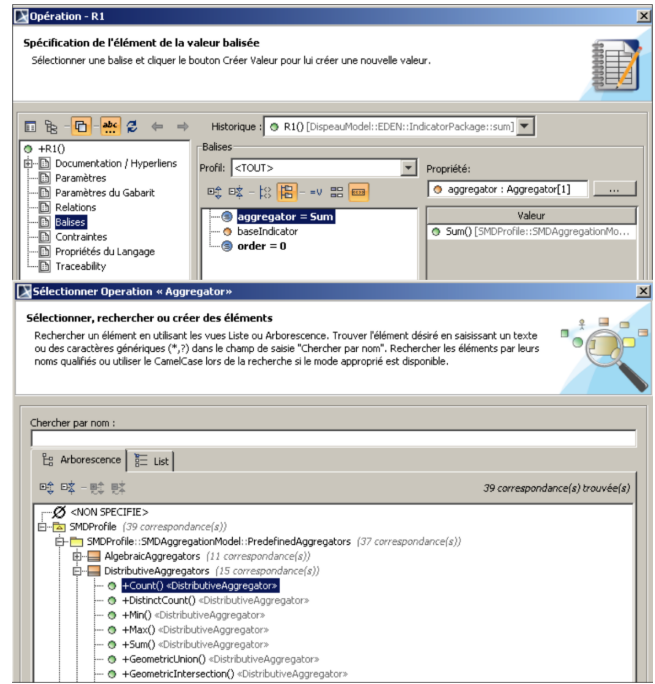 Opération - R1
Spécification de l'élément de la valeur balisée
Sélectionner une balise et cliquer le bouton Créer Valeur pour lui créer une nouvelle valeur.
Historique : R1() [DispeauModel::EDEN::IndicatorPackage::sum]
+R1()
Documentation / Hyperliens
Paramètres
Paramètres du Gabarit
Relations
Balises
Contraintes
Propriétés du Langage
Traceability
Balises
Profil: <TOUT>
aggregator = Sum
baseIndicator
order = 0
Propriété:
aggregator : Aggregator[1] ...
Valeur
Sum() [SMDProfile::SMDAggregationMo...
Sélectionner Operation « Aggregator»
Sélectionner, rechercher ou créer des éléments
Rechercher un élément en utilisant les vues Liste ou Arborescence. Trouver l'élément désiré en saisissant un texte
ou des caractères génériques (*,?) dans le champ de saisie "Chercher par nom". Rechercher les éléments par leurs
noms qualifiés ou utiliser le CamelCase lors de la recherche si le mode approprié est disponible.
Chercher par nom :
Arborescence List
39 correspondance(s) trouvée(s)
<NON SPECIFIE>
SMDProfile (39 correspondance(s))
SMDProfile::SMDAggregationModel::PredefinedAggregators (37 correspondance(s))
AlgebraicAggregators (11 correspondance(s))
DistributiveAggregators (15 correspondance(s))
+Count() «DistributiveAggregator»
+DistinctCount() «DistributiveAggregator»
+Min() «DistributiveAggregator»
+Max() «DistributiveAggregator»
+Sum() «DistributiveAggregator»
+GeometricUnion() «DistributiveAggregator»
+GeometricIntersection() «DistributiveAggregator»